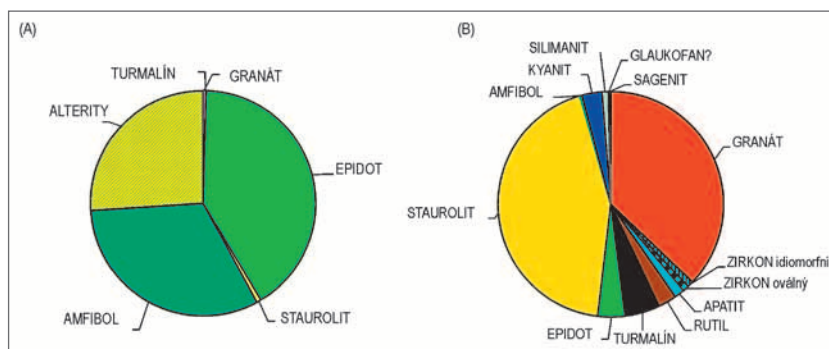 (A)
TURMALÍN
GRANÁT
ALTERITY
EPIDOT
AMFIBOL
STAUROLIT
(B)
SILIMANIT
GLAUKOFAN?
KYANIT
SAGENIT
AMFIBOL
GRANÁT
STAUROLIT
ZIRKON idiomorfní
ZIRKON oválný
APATIT
RUTIL
EPIDOT
TURMALÍN